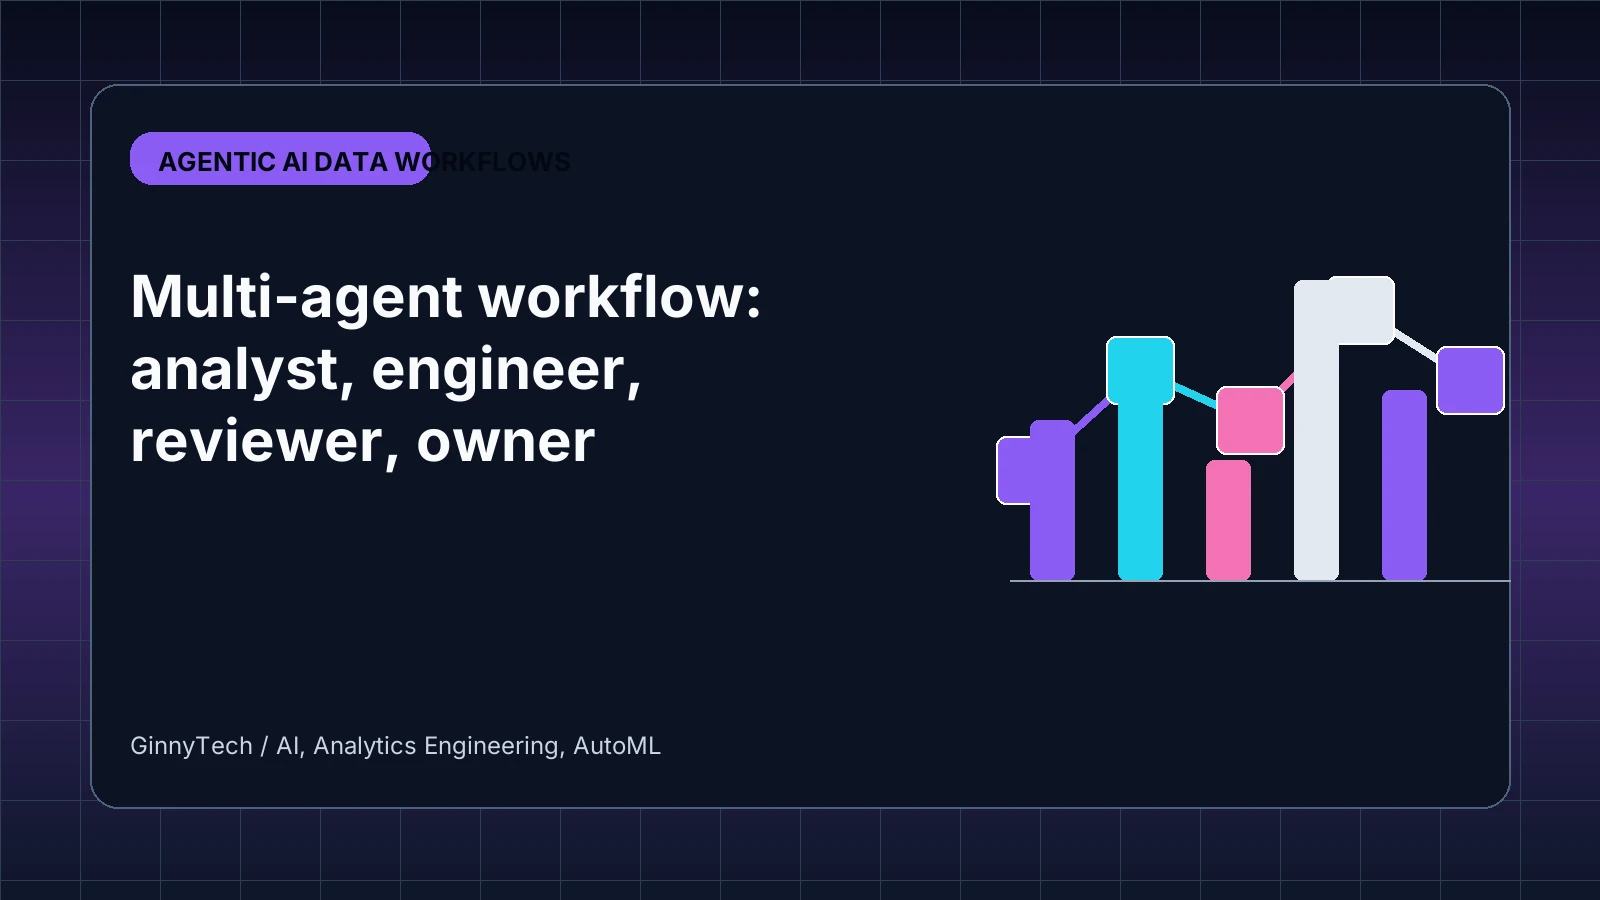 AGENTIC AI DATA WORKFLOWS
Multi-agent workflow:
analyst, engineer,
reviewer, owner
GinnyTech / AI, Analytics Engineering, AutoML